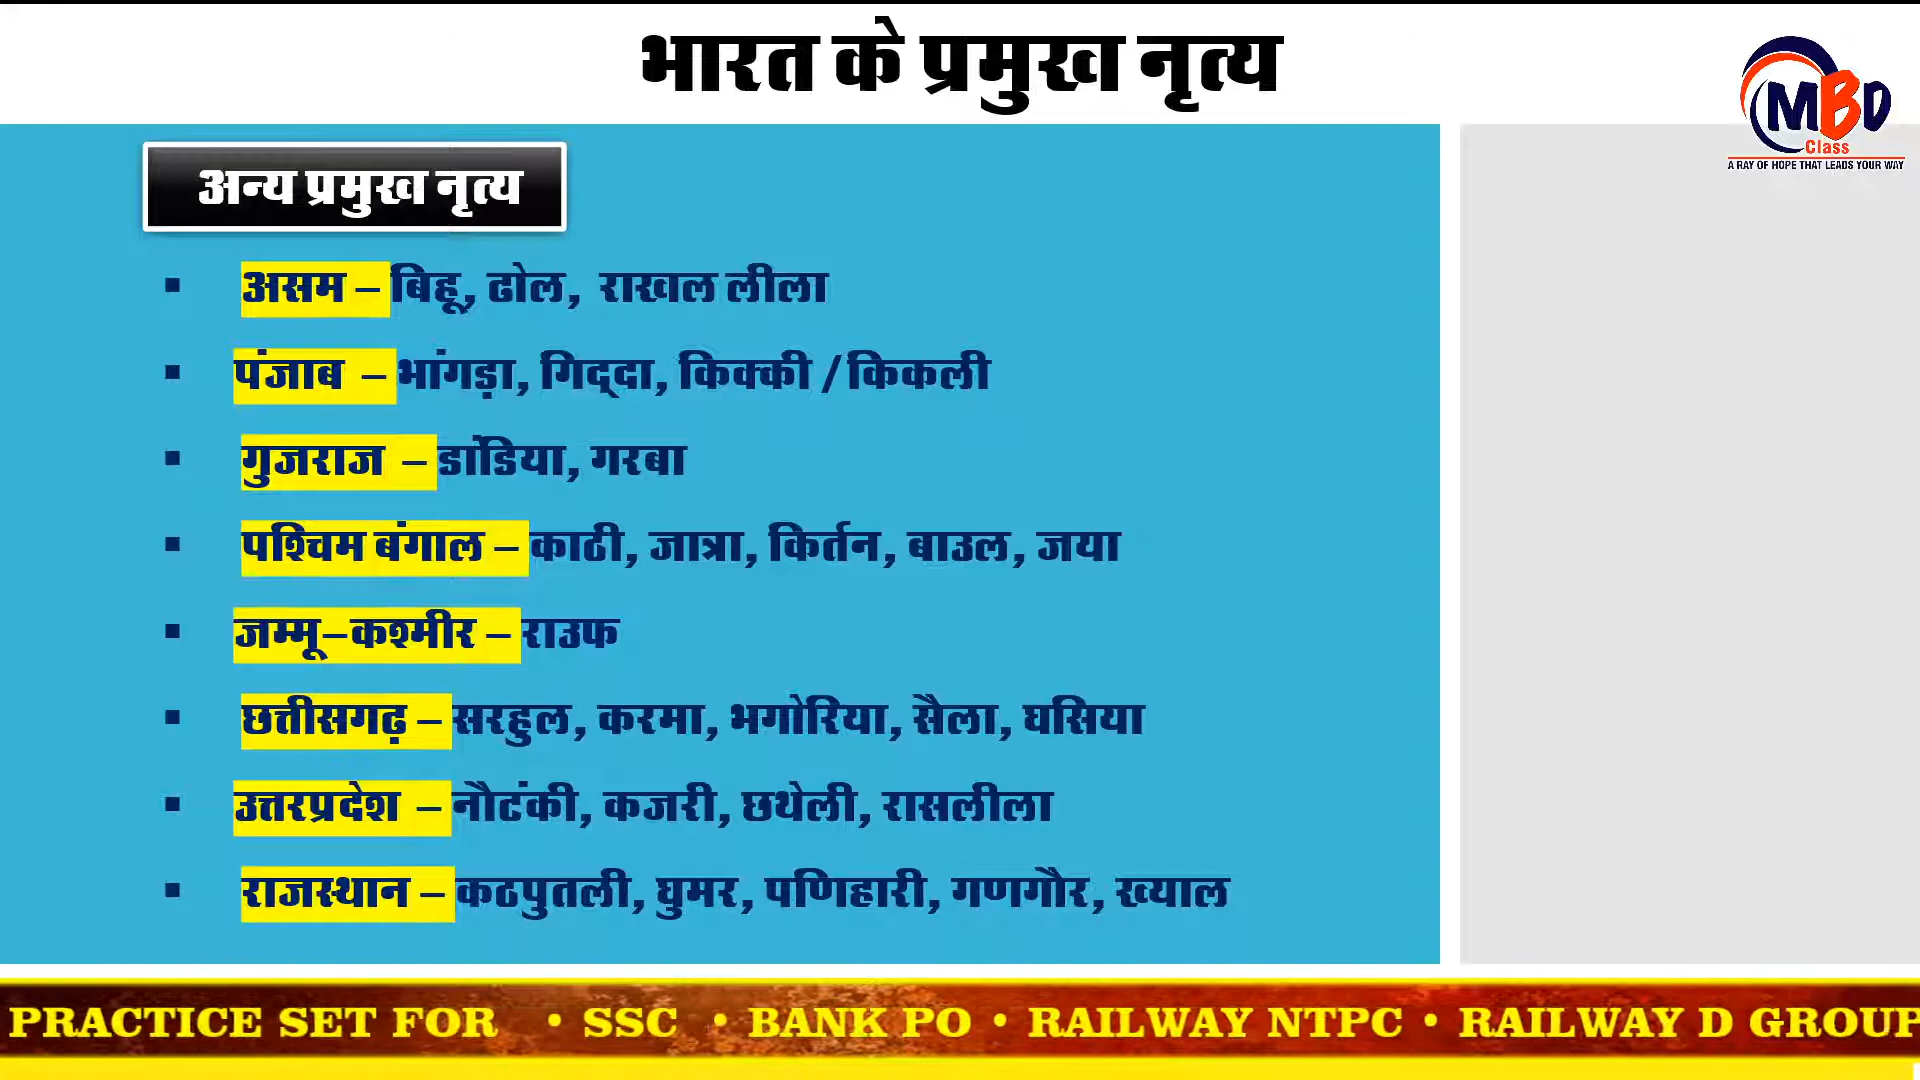 भारत के प्रमुख नृत्य
MBD
Class
A RAY OF HOPE THAT LEADS YOUR WAY
अन्य प्रमुख नृत्य
▪ असम – बिहू, ढोल, राखल लीला
▪ पंजाब – भांगड़ा, गिद्दा, किक्की / किकली
▪ गुजराज – डांडिया, गरबा
▪ पश्चिम बंगाल – काठी, जात्रा, किर्तन, बाउल, जया
▪ जम्मू–कश्मीर – राउफ
▪ छत्तीसगढ़ – सरहुल, करमा, भगोरिया, सैला, घसिया
▪ उत्तरप्रदेश – नौटंकी, कजरी, छथेली, रासलीला
▪ राजस्थान – कठपुतली, घुमर, पणिहारी, गणगौर, ख्याल
PRACTICE SET FOR • SSC • BANK PO • RAILWAY NTPC • RAILWAY D GROUP